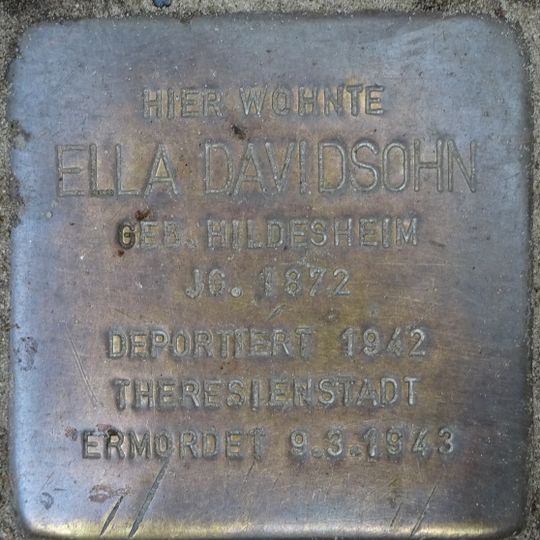 HIER WOHNTE
ELLA DAVIDSOHN
GEB. HILDESHEIM
JG. 1872
DEPORTIERT 1942
THERESIENSTADT
ERMORDET 9.3.1943